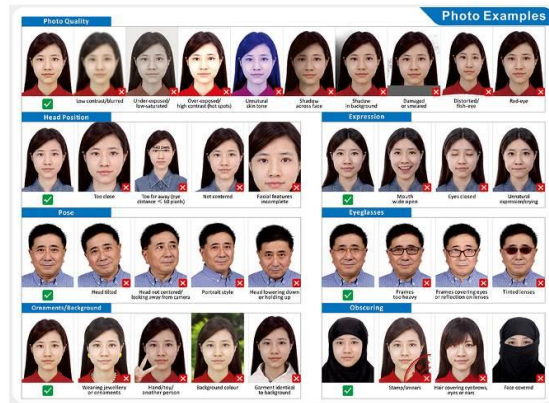 Photo Examples
Photo Quality
Low contrast/blurred
Under-exposed/
low-saturated
Over-exposed/
high contrast (hot spots)
Unnatural
skin tone
Shadow
across face
Shadow
in background
Damaged
or smeared
Distorted/
fish-eye
Red-eye
Head Position
Too close
Too far away (eye
distance < 60 pixels)
Not centered
Facial features
incomplete
Expression
Mouth
wide open
Eyes closed
Unnatural
expression/crying
Pose
Head tilted
Head not centered/
looking away from camera
Portrait style
Head lowering down
or holding up
Eyeglasses
Frames
too heavy
Frames covering eyes
or reflection on lenses
Tinted lenses
Ornaments/Background
Wearing jewellery
or ornaments
Hand/toy/
another person
Background colour
Garment identical
to background
Obscuring
Stamp/smears
Hair covering eyebrows,
eyes or ears
Face covered